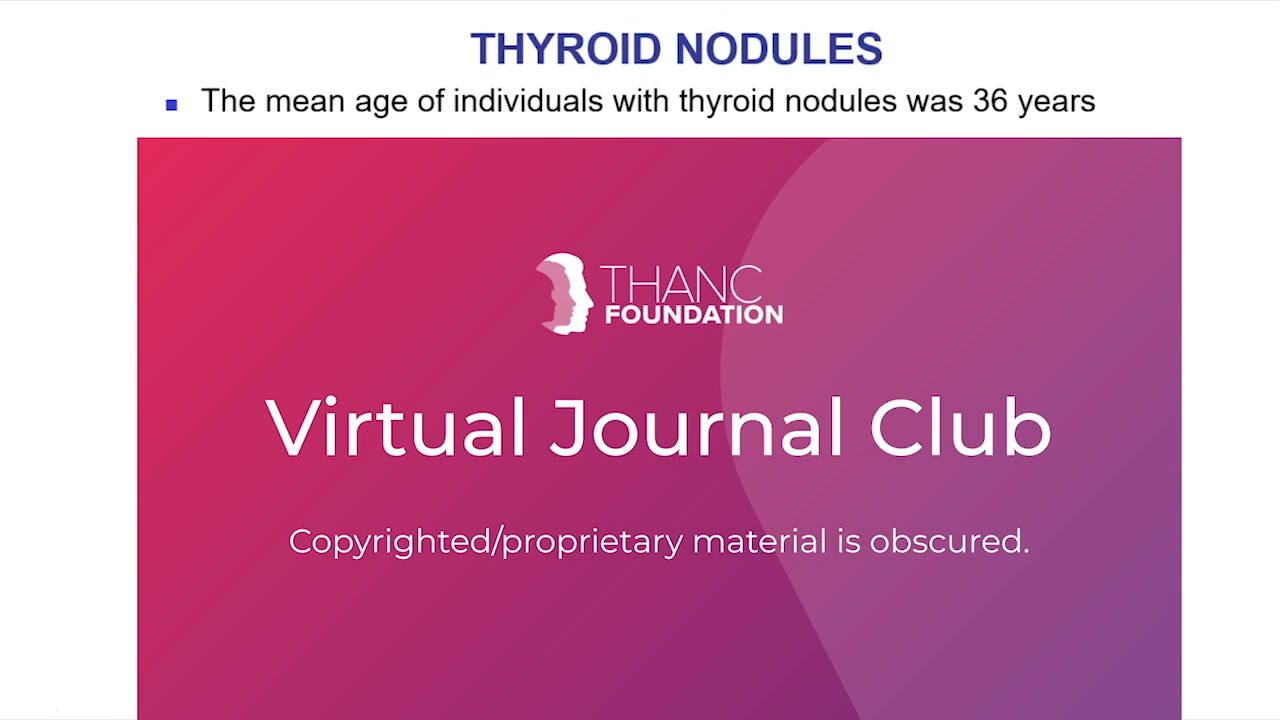 THYROID NODULES
▪ The mean age of individuals with thyroid nodules was 36 years
THANC
FOUNDATION
Virtual Journal Club
Copyrighted/proprietary material is obscured.